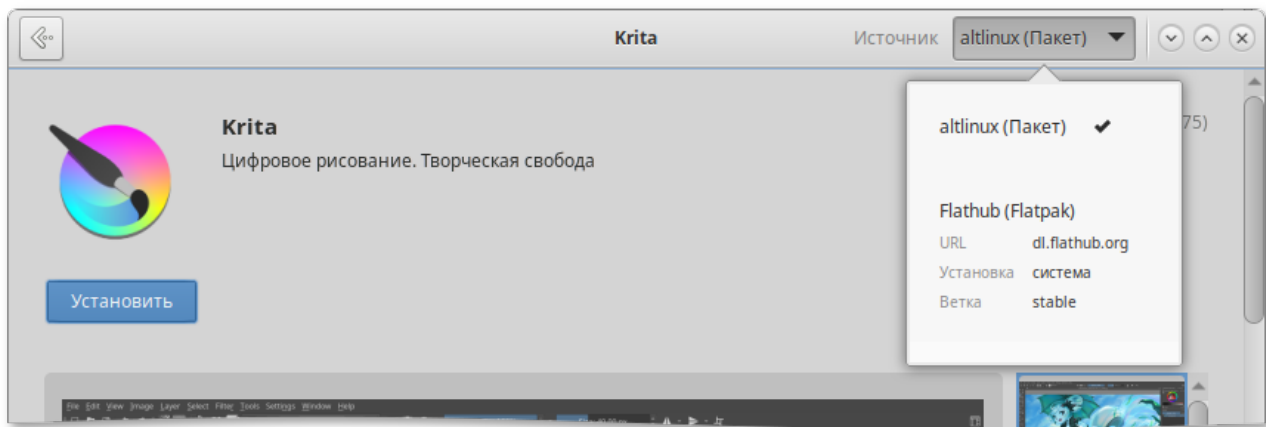 Krita
Источник
altlinux (Пакет)
Krita
75)
Цифровое рисование. Творческая свобода
altlinux (Пакет)
Flathub (Flatpak)
URL dl.flathub.org
Установка система
Ветка stable
Установить
File Edit View Image Layer Select Filter Tools Settings Window Help